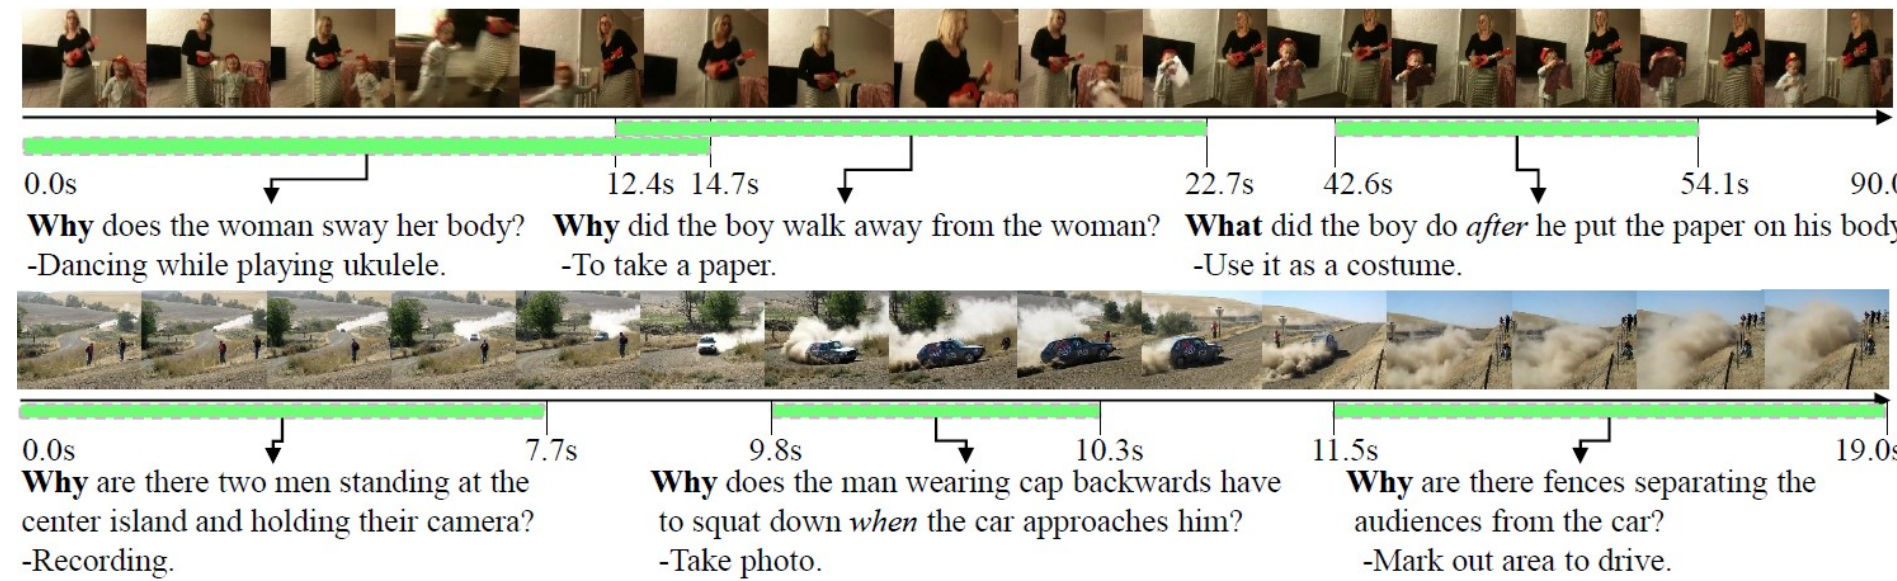 0.0s 12.4s 14.7s 22.7s 42.6s 54.1s 90.0
Why does the woman sway her body? Why did the boy walk away from the woman? What did the boy do after he put the paper on his body
-Dancing while playing ukulele. -To take a paper. -Use it as a costume.
0.0s 7.7s 9.8s 10.3s 11.5s 19.0s
Why are there two men standing at the Why does the man wearing cap backwards have Why are there fences separating the
center island and holding their camera? to squat down when the car approaches him? audiences from the car?
-Recording. -Take photo. -Mark out area to drive.